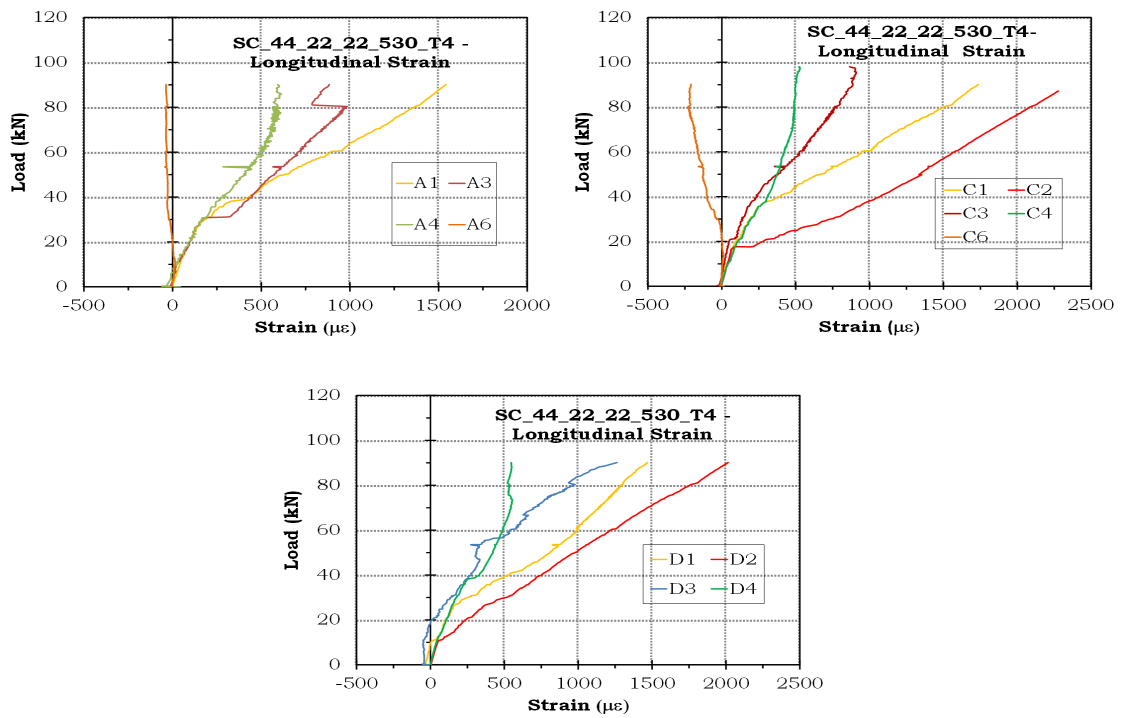 SC_44_22_22_530_T4 -
Longitudinal Strain
120
100
80
60
40
20
0
Load (kN)
-500 0 500 1000 1500 2000
Strain (με)
A1 A3
A4 A6
SC_44_22_22_530_T4-
Longitudinal Strain
120
100
80
60
40
20
0
Load (kN)
-500 0 500 1000 1500 2000 2500
Strain (με)
C1 C2
C3 C4
C6
SC_44_22_22_530_T4 -
Longitudinal Strain
120
100
80
60
40
20
0
Load (kN)
-500 0 500 1000 1500 2000 2500
Strain (με)
D1 D2
D3 D4